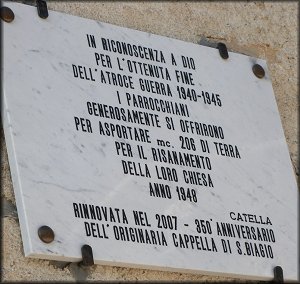 IN RICONOSCENZA A DIO
PER L'OTTENUTA FINE
DELL'ATROCE GUERRA 1940-1945
I PARROCCHIANI
GENEROSAMENTE SI OFFRIRONO
PER ASPORTARE mc. 206 DI TERRA
PER IL RISANAMENTO
DELLA LORO CHIESA
ANNO 1949
CATELLA
RINNOVATA NEL 2007 - 350° ANNIVERSARIO
DELL'ORIGINARIA CAPPELLA DI S.BIAGIO